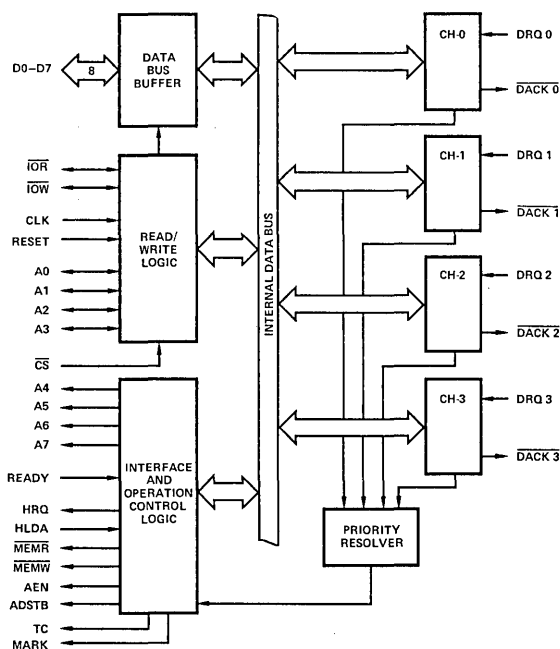 D0–D7
8
DATA
BUS
BUFFER
IOR
IOW
CLK
RESET
A0
A1
A2
A3
CS
READ/
WRITE
LOGIC
A4
A5
A6
A7
READY
HRQ
HLDA
MEMR
MEMW
AEN
ADSTB
TC
MARK
INTERFACE
AND
OPERATION
CONTROL
LOGIC
INTERNAL DATA BUS
CH-0
DRQ 0
DACK 0
CH-1
DRQ 1
DACK 1
CH-2
DRQ 2
DACK 2
CH-3
DRQ 3
DACK 3
PRIORITY
RESOLVER